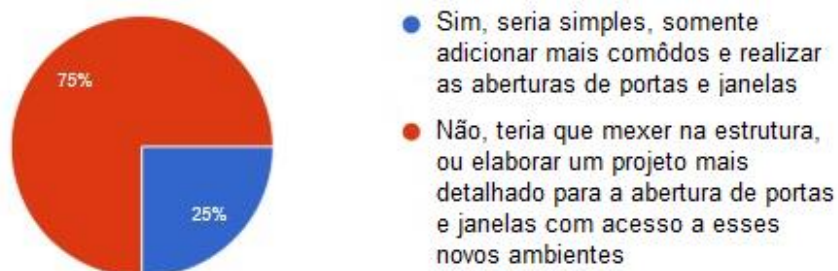 75%
25%
Sim, seria simples, somente
adicionar mais comôdos e realizar
as aberturas de portas e janelas
Não, teria que mexer na estrutura,
ou elaborar um projeto mais
detalhado para a abertura de portas
e janelas com acesso a esses
novos ambientes